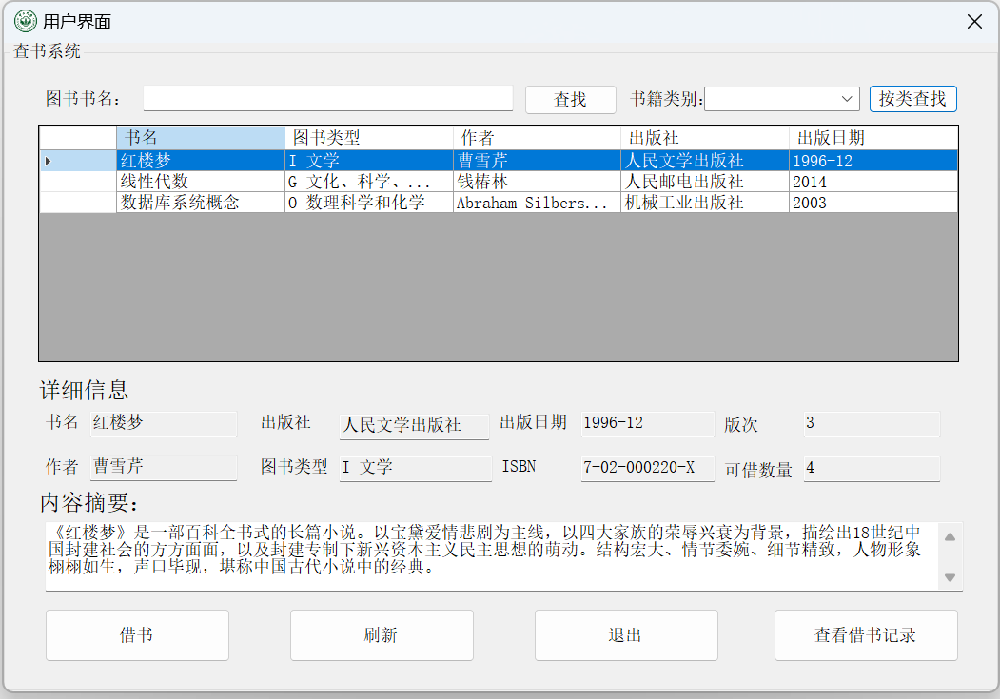 用户界面
查书系统
图书书名： 查找 书籍类别: 按类查找
书名 图书类型 作者 出版社 出版日期
红楼梦 I 文学 曹雪芹 人民文学出版社 1996-12
线性代数 G 文化、科学、... 钱椿林 人民邮电出版社 2014
数据库系统概念 O 数理科学和化学 Abraham Silbers... 机械工业出版社 2003
详细信息
书名 红楼梦 出版社 人民文学出版社 出版日期 1996-12 版次 3
作者 曹雪芹 图书类型 I 文学 ISBN 7-02-000220-X 可借数量 4
内容摘要：
《红楼梦》是一部百科全书式的长篇小说。以宝黛爱情悲剧为主线，以四大家族的荣辱兴衰为背景，描绘出18世纪中
国封建社会的方方面面，以及封建专制下新兴资本主义民主思想的萌动。结构宏大、情节委婉、细节精致，人物形象
栩栩如生，声口毕现，堪称中国古代小说中的经典。
借书 刷新 退出 查看借书记录